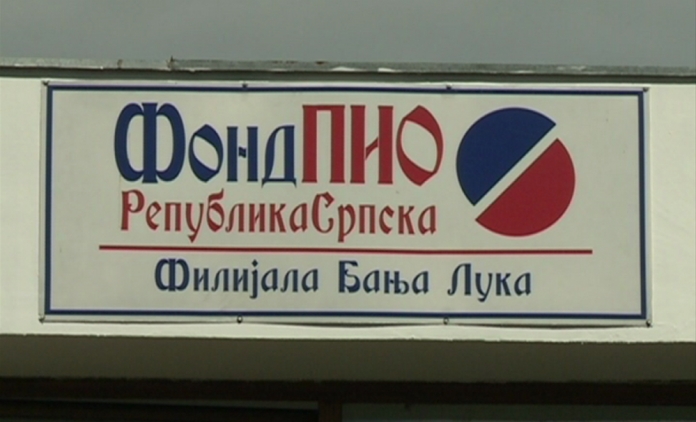 ФондПИО
РепубликаСрпска
Филијала Бања Лука